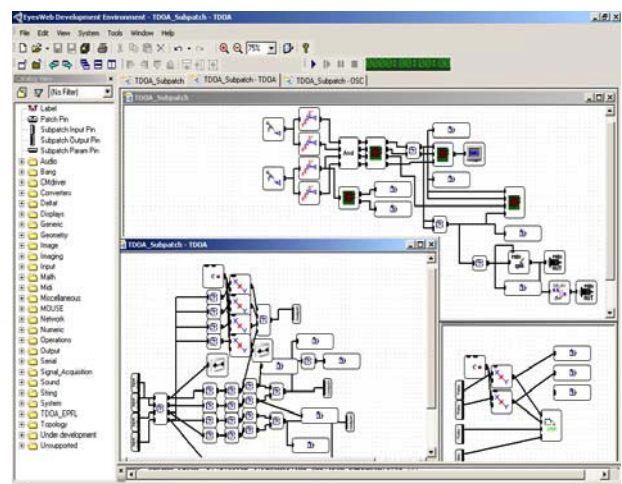 EyesWeb Development Environment - TDOA_Subpatch - TDOA
File Edit View System Tools Window Help
75%
Catalog View
(No Filter)
TDOA_Subpatch TDOA_Subpatch - TDOA TDOA_Subpatch - OSC
TDOA_Subpatch
Label
Patch Pin
Subpatch Input Pin
Subpatch Output Pin
Subpatch Param Pin
Audio
Bang
CMdriver
Converters
Displays
Generic
Geometry
Image
Imaging
Input
Math
Midi
Miscellaneous
MOUSE
Network
Numeric
Operations
Output
Serial
Signal_Acquisition
Sound
String
System
TDOA_EPFL
Topology
Under development
Unsupported
And
TDOA_Subpatch - TDOA